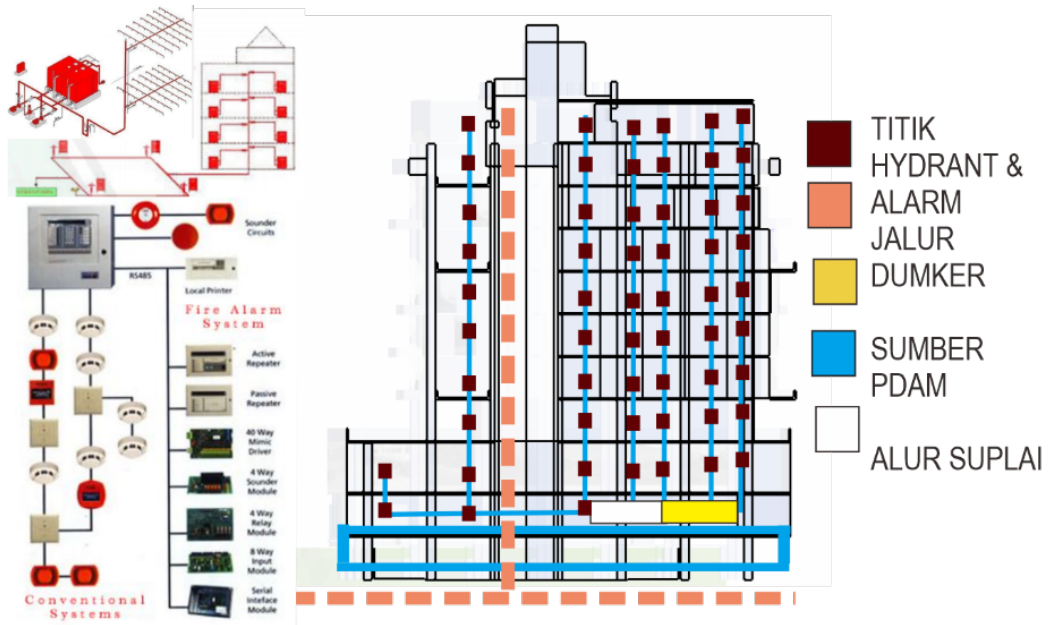 Sounder
Circuits
RS485
Local Printer
Fire Alarm
System
Active
Repeater
Passive
Repeater
40 Way
Mimic
Driver
4 Way
Sounder
Module
4 Way
Relay
Module
8 Way
Input
Module
Serial
Inteface
Module
Conventional
Systems
TITIK
HYDRANT &
ALARM
JALUR
DUMKER
SUMBER
PDAM
ALUR SUPLAI